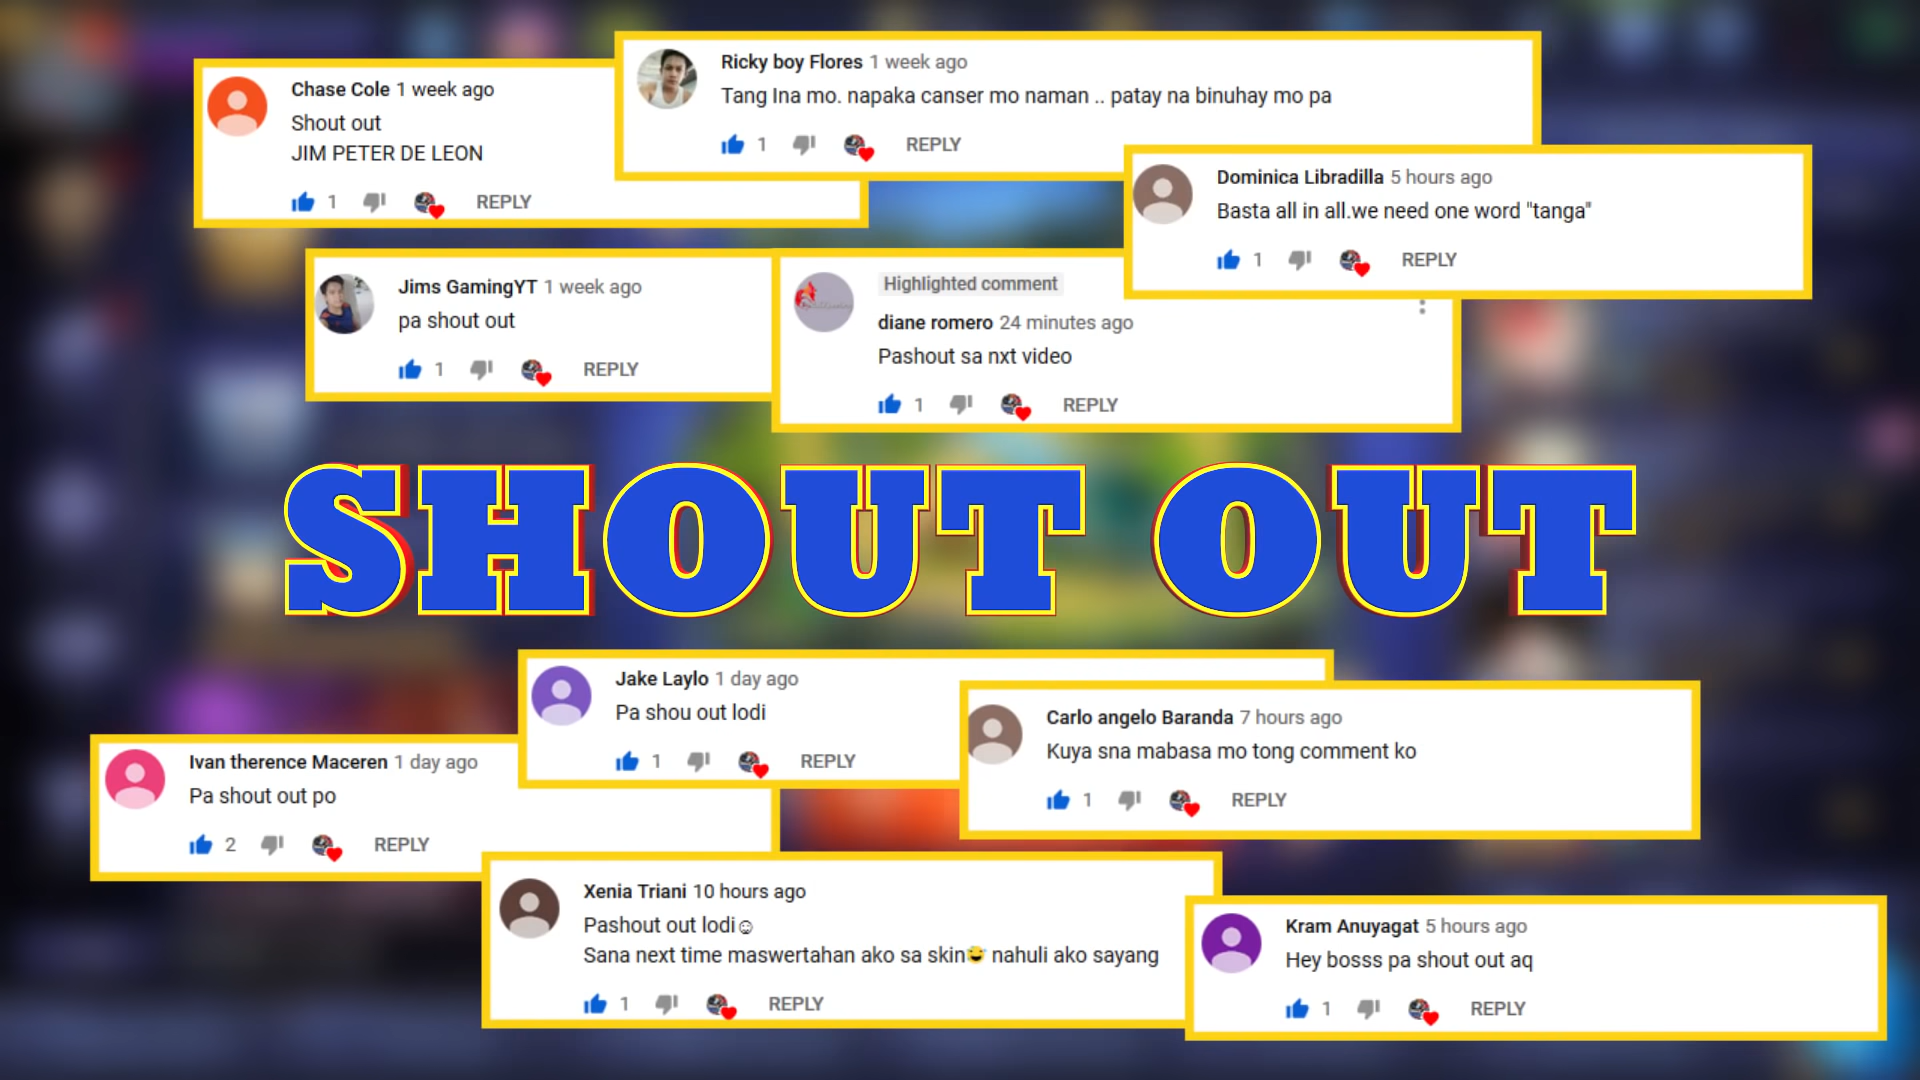 Chase Cole 1 week ago
Shout out
JIM PETER DE LEON
1 REPLY
Ricky boy Flores 1 week ago
Tang Ina mo. napaka canser mo naman .. patay na binuhay mo pa
1 REPLY
Dominica Libradilla 5 hours ago
Basta all in all.we need one word "tanga"
1 REPLY
Jims GamingYT 1 week ago
pa shout out
1 REPLY
Highlighted comment
diane romero 24 minutes ago
Pashout sa nxt video
1 REPLY
SHOUT OUT
Jake Laylo 1 day ago
Pa shou out lodi
1 REPLY
Carlo angelo Baranda 7 hours ago
Kuya sna mabasa mo tong comment ko
1 REPLY
Ivan therence Maceren 1 day ago
Pa shout out po
2 REPLY
Xenia Triani 10 hours ago
Pashout out lodi☺
Sana next time maswertahan ako sa skin😅 nahuli ako sayang
1 REPLY
Kram Anuyagat 5 hours ago
Hey bosss pa shout out aq
1 REPLY